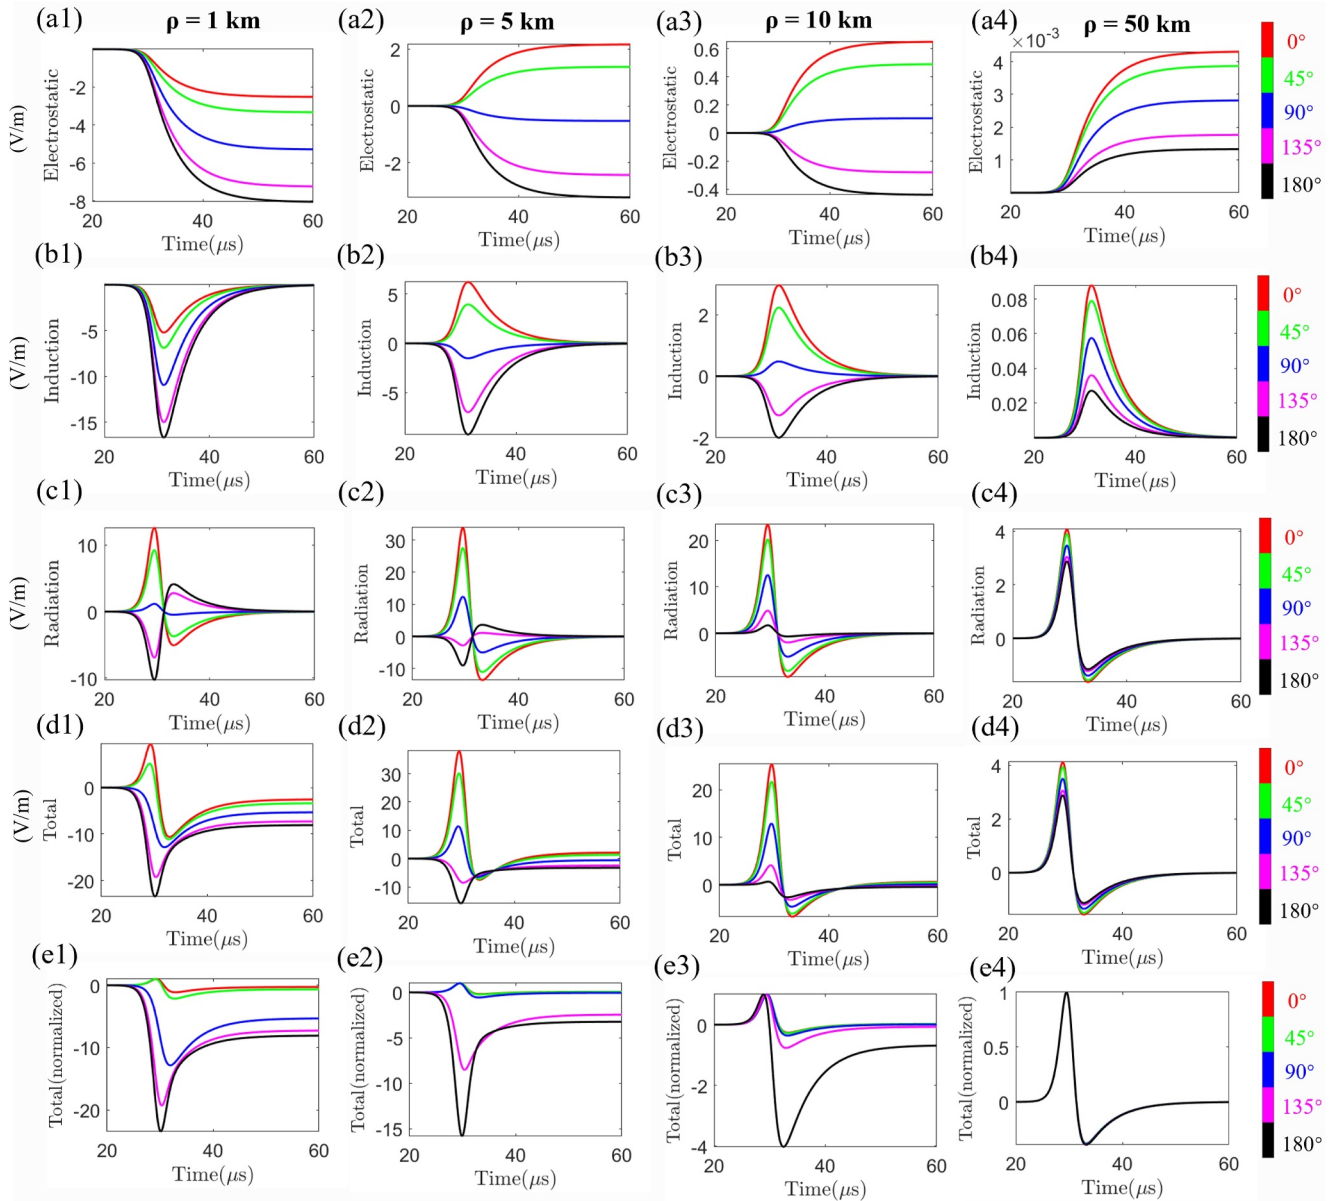 (a1) ρ = 1 km (a2) ρ = 5 km (a3) ρ = 10 km (a4) ρ = 50 km
(V/m)
Electrostatic
0
-2
-4
-6
-8
20 40 60
Time(μs)
Electrostatic
2
0
-2
20 40 60
Time(μs)
Electrostatic
0.6
0.4
0.2
0
-0.2
-0.4
20 40 60
Time(μs)
Electrostatic
×10⁻³
4
3
2
1
20 40 60
Time(μs)
0°
45°
90°
135°
180°
(b1) (b2) (b3) (b4)
(V/m)
Induction
0
-5
-10
-15
20 40 60
Time(μs)
Induction
5
0
-5
20 40 60
Time(μs)
Induction
2
0
-2
20 40 60
Time(μs)
Induction
0.08
0.06
0.04
0.02
20 40 60
Time(μs)
0°
45°
90°
135°
180°
(c1) (c2) (c3) (c4)
(V/m)
Radiation
10
0
-10
20 40 60
Time(μs)
Radiation
30
20
10
0
-10
20 40 60
Time(μs)
Radiation
20
10
0
20 40 60
Time(μs)
Radiation
4
2
0
20 40 60
Time(μs)
0°
45°
90°
135°
180°
(d1) (d2) (d3) (d4)
(V/m)
Total
0
-10
-20
20 40 60
Time(μs)
Total
30
20
10
0
-10
20 40 60
Time(μs)
Total
20
10
0
20 40 60
Time(μs)
Total
4
2
0
20 40 60
Time(μs)
0°
45°
90°
135°
180°
(e1) (e2) (e3) (e4)
Total(normalized)
0
-10
-20
20 40 60
Time(μs)
Total(normalized)
0
-5
-10
-15
20 40 60
Time(μs)
Total(normalized)
0
-2
-4
20 40 60
Time(μs)
Total(normalized)
1
0.5
0
20 40 60
Time(μs)
0°
45°
90°
135°
180°